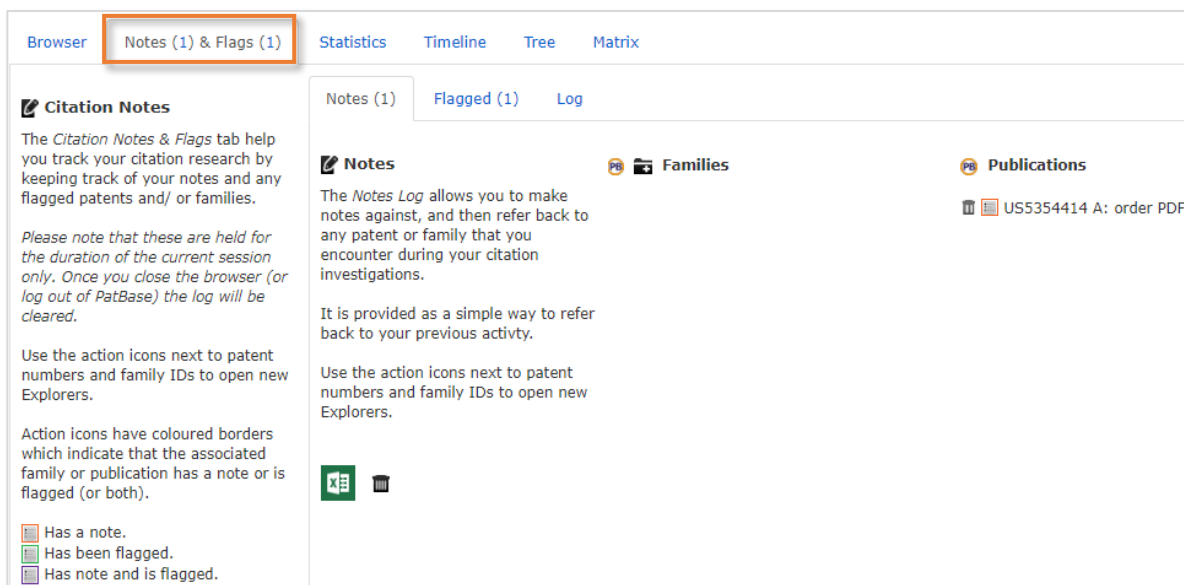 Browser
Notes (1) & Flags (1)
Statistics
Timeline
Tree
Matrix
Citation Notes
The Citation Notes & Flags tab help
you track your citation research by
keeping track of your notes and any
flagged patents and/ or families.
Please note that these are held for
the duration of the current session
only. Once you close the browser (or
log out of PatBase) the log will be
cleared.
Use the action icons next to patent
numbers and family IDs to open new
Explorers.
Action icons have coloured borders
which indicate that the associated
family or publication has a note or is
flagged (or both).
Has a note.
Has been flagged.
Has note and is flagged.
Notes (1)
Flagged (1)
Log
Notes
The Notes Log allows you to make
notes against, and then refer back to
any patent or family that you
encounter during your citation
investigations.
It is provided as a simple way to refer
back to your previous activty.
Use the action icons next to patent
numbers and family IDs to open new
Explorers.
PB Families
PB Publications
US5354414 A: order PDF